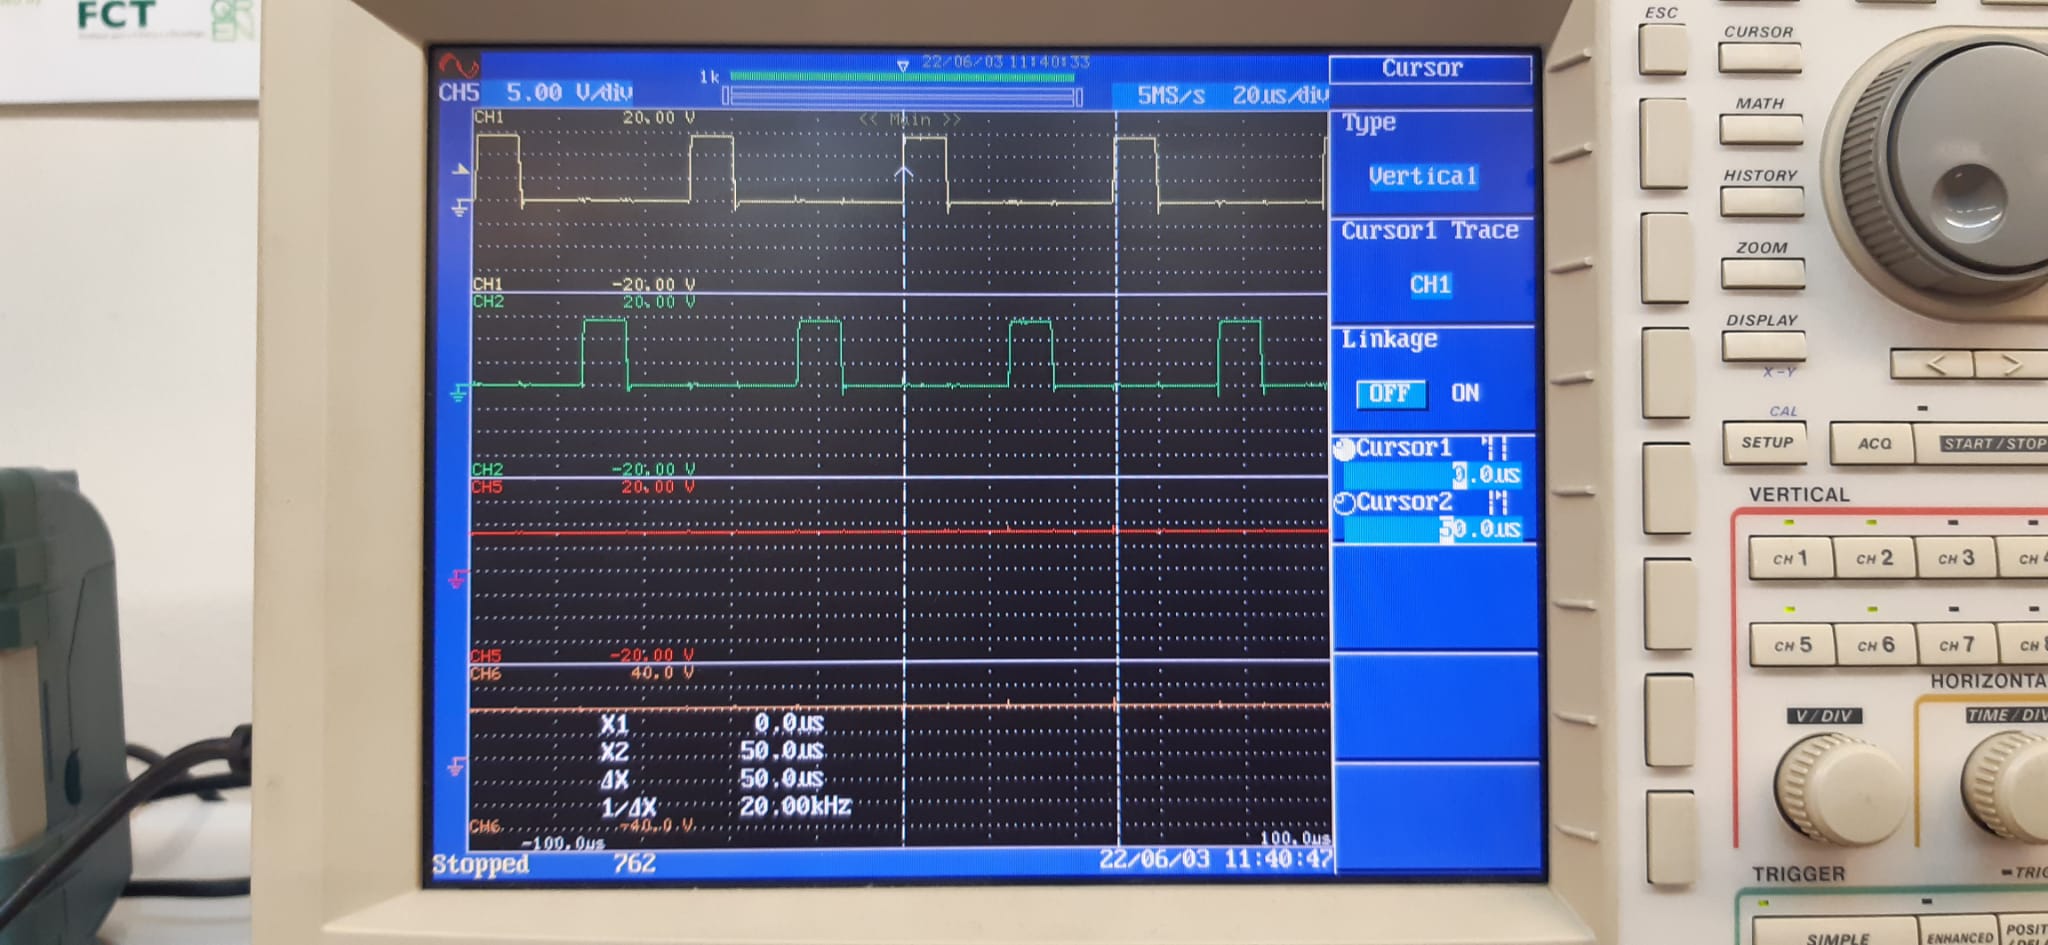 FCT
22/06/03 11:40:33
1k
CH5 5.00 V/div
5MS/s 20us/div
CH1 20.00 V
<< Main >>
CH1 -20.00 V
CH2 20.00 V
CH2 -20.00 V
CH5 20.00 V
CH5 -20.00 V
CH6 40.0 V
X1 0.0us
X2 50.0us
ΔX 50.0us
1/ΔX 20.00kHz
CH6 -40.0 V
-100.0us 100.0us
Stopped 762 22/06/03 11:40:47
Cursor
Type
Vertical
Cursor1 Trace
CH1
Linkage
OFF ON
Cursor1
0.0us
Cursor2
50.0us
ESC
CURSOR
MATH
HISTORY
ZOOM
DISPLAY
X-Y
CAL
SETUP ACQ START/STOP
VERTICAL
CH 1 CH 2 CH 3 CH
CH 5 CH 6 CH 7 CH
HORIZONTA
V/DIV TIME/DIV
TRIGGER
SIMPLE ENHANCED POSIT